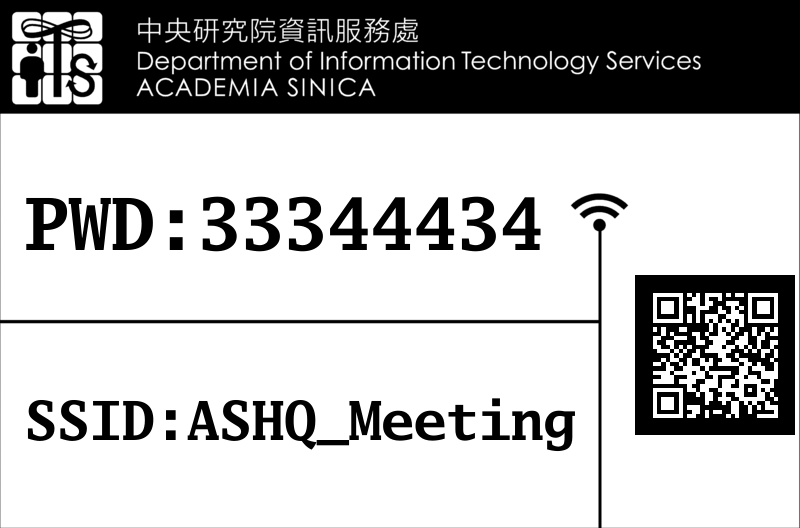 iTS
中央研究院資訊服務處
Department of Information Technology Services
ACADEMIA SINICA
PWD:33344434
SSID:ASHQ_Meeting